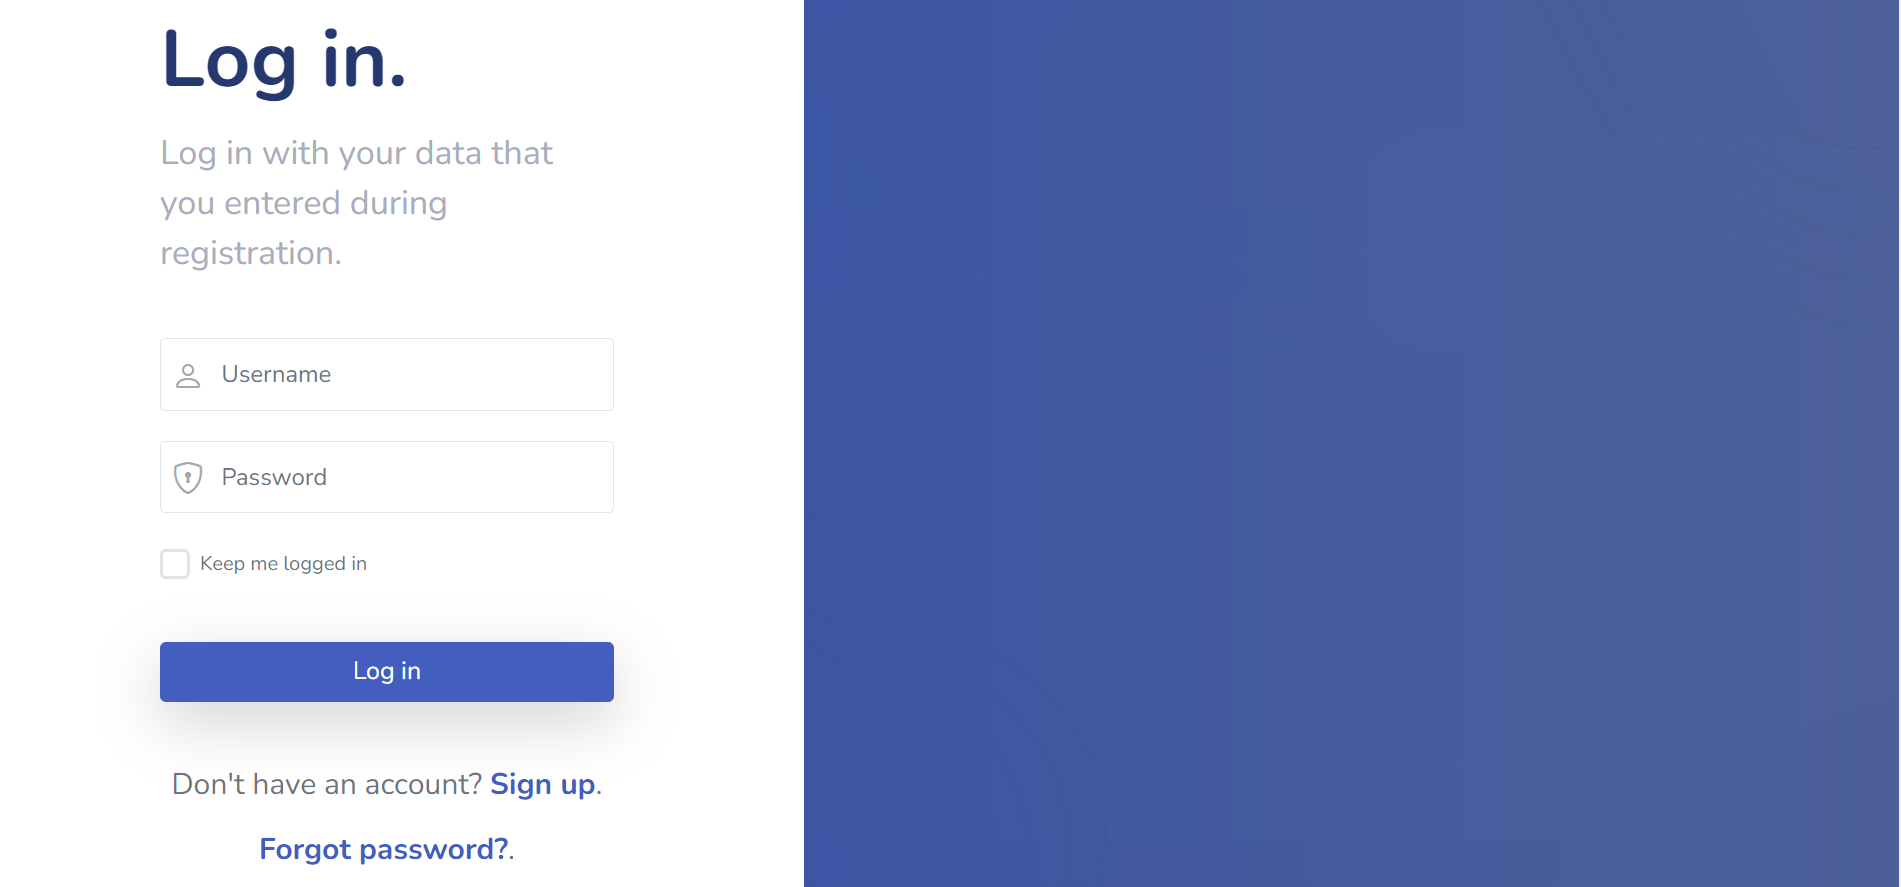 Log in.
Log in with your data that
you entered during
registration.
Username
Password
Keep me logged in
Log in
Don't have an account? Sign up.
Forgot password?.